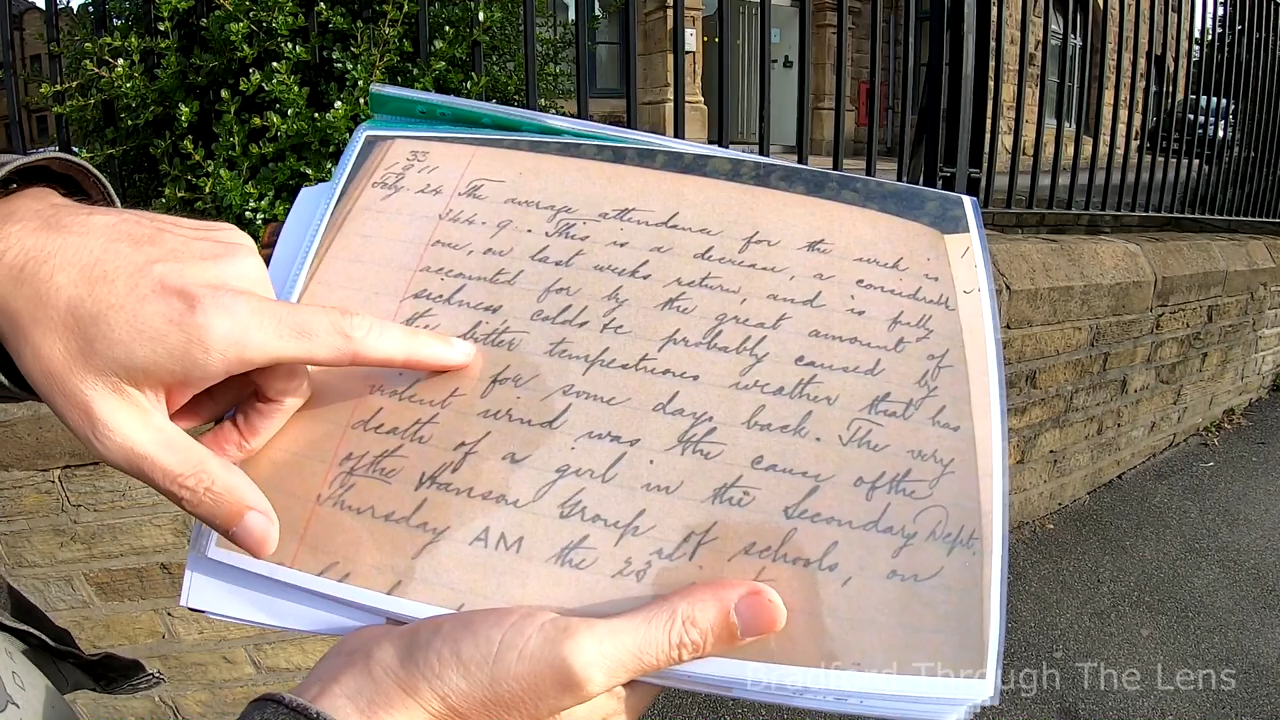 33
1911
Feby. 24 The average attendance for the week is
344.9. This is a decrease, a considerable
one, on last weeks return, and is fully
accounted for by the great amount of
sickness colds &c probably caused by
the bitter tempestuous weather that has
for some days back. The very
violent wind was the cause of the
death of a girl in the Secondary Dept.
of the Hanson Group of schools, on
Thursday AM the 23 ult
Bradford Through The Lens